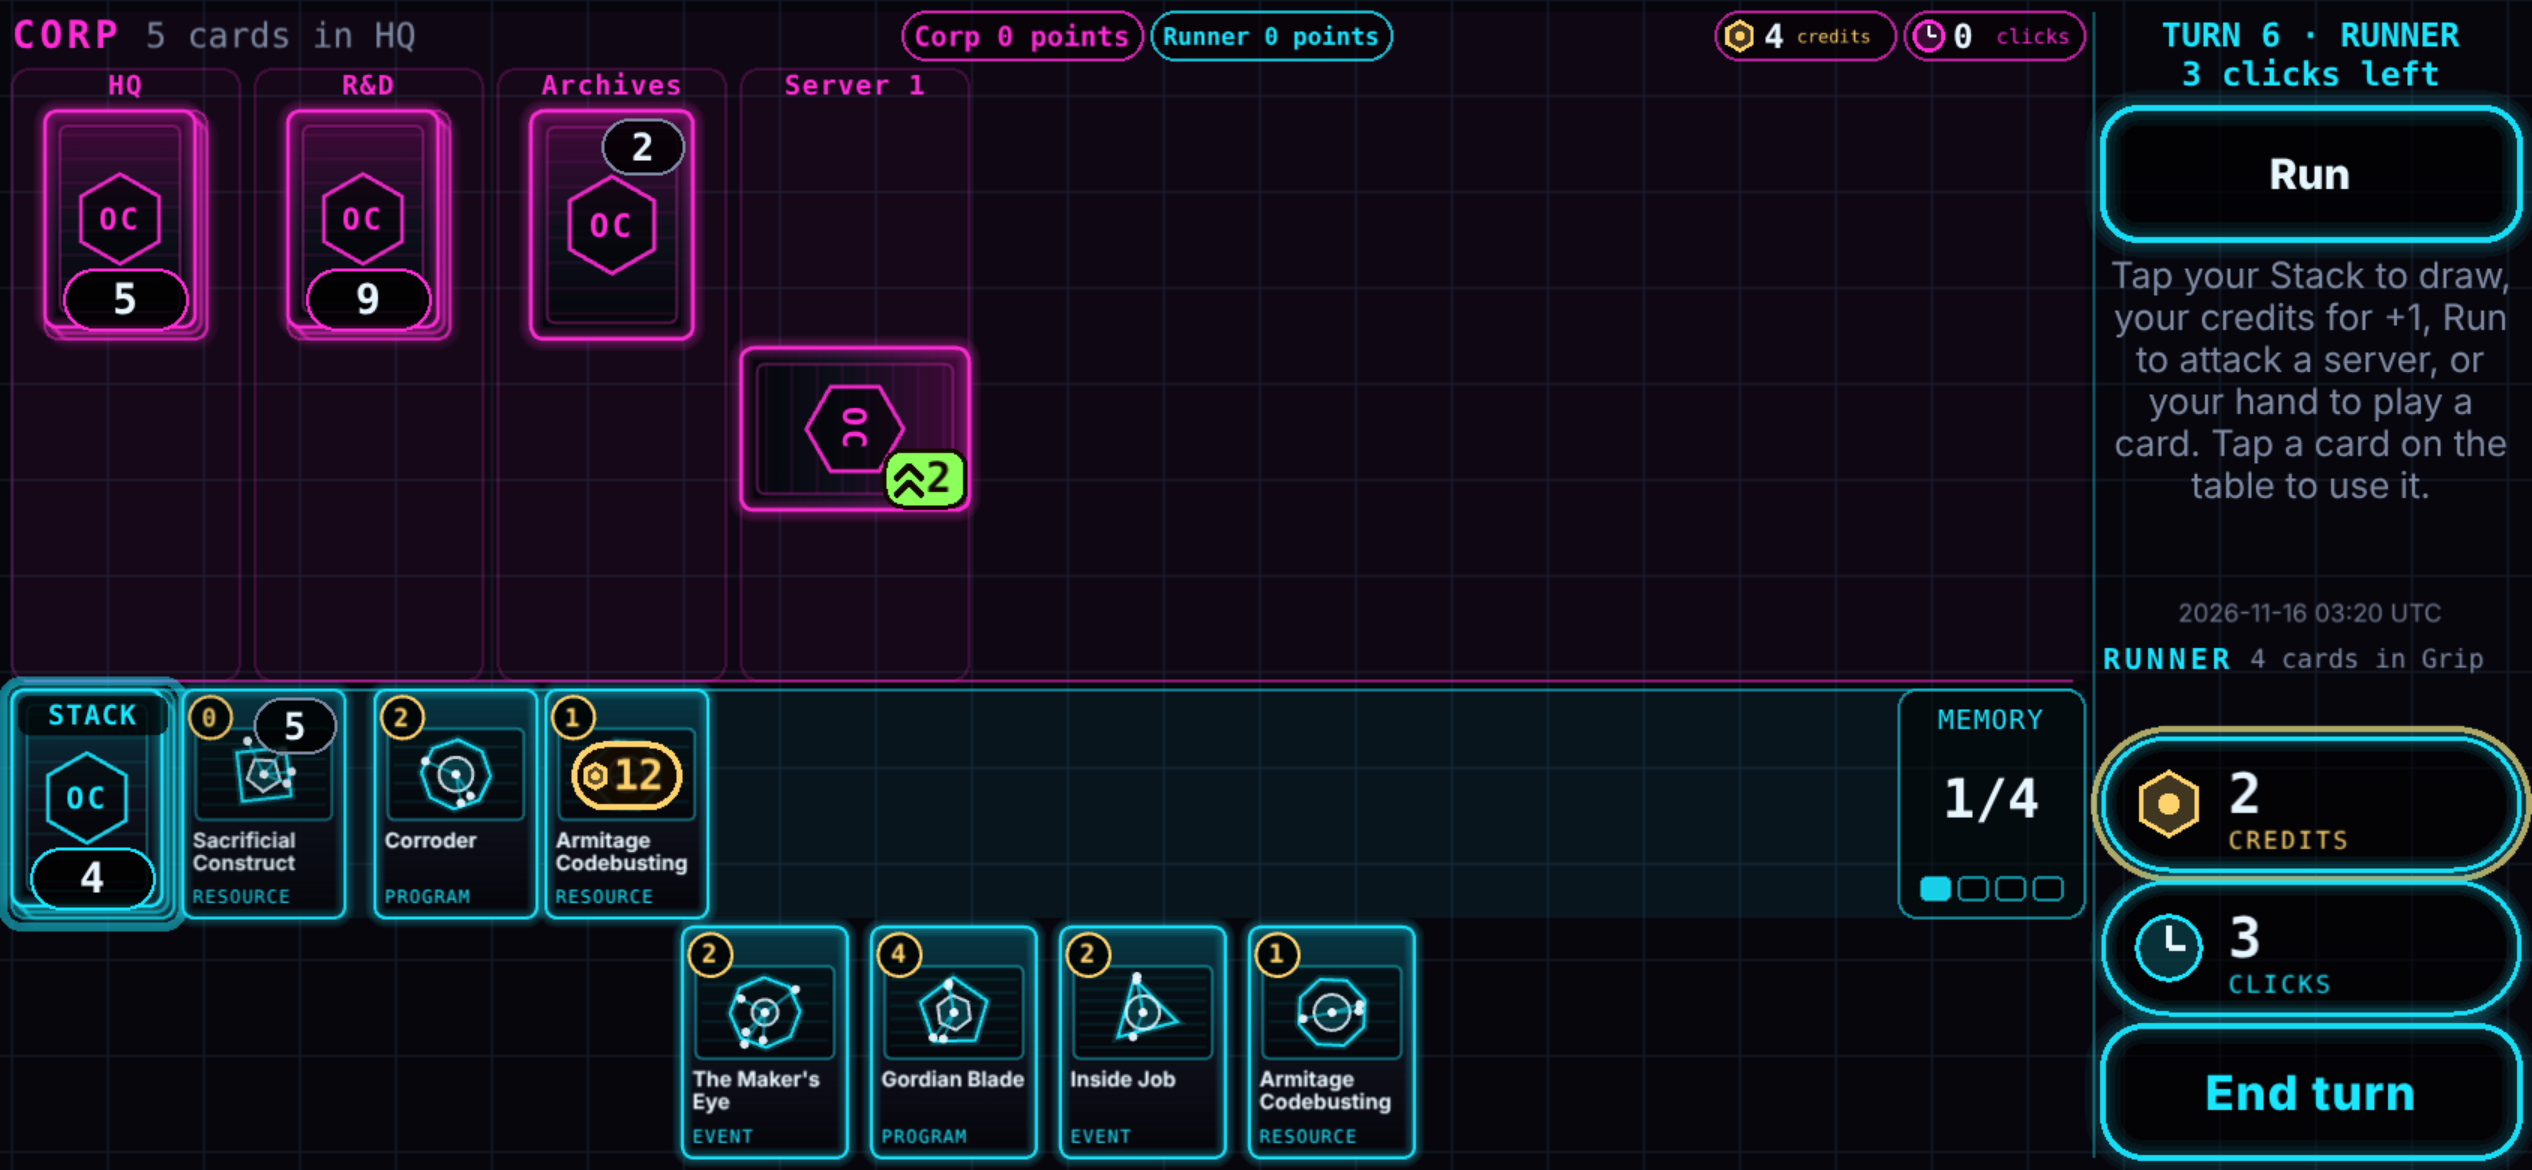 CORP 5 cards in HQ
Corp 0 points
Runner 0 points
4 credits
0 clicks
HQ
R&D
Archives
Server 1
OC
5
OC
9
2
OC
OC
2
TURN 6 · RUNNER
3 clicks left
Run
Tap your Stack to draw,
your credits for +1, Run
to attack a server, or
your hand to play a
card. Tap a card on the
table to use it.
2026-11-16 03:20 UTC
RUNNER 4 cards in Grip
STACK
OC
4
0
5
Sacrificial
Construct
RESOURCE
2
Corroder
PROGRAM
1
12
Armitage
Codebusting
RESOURCE
MEMORY
1/4
2
CREDITS
3
CLICKS
End turn
2
The Maker's
Eye
EVENT
4
Gordian Blade
PROGRAM
2
Inside Job
EVENT
1
Armitage
Codebusting
RESOURCE